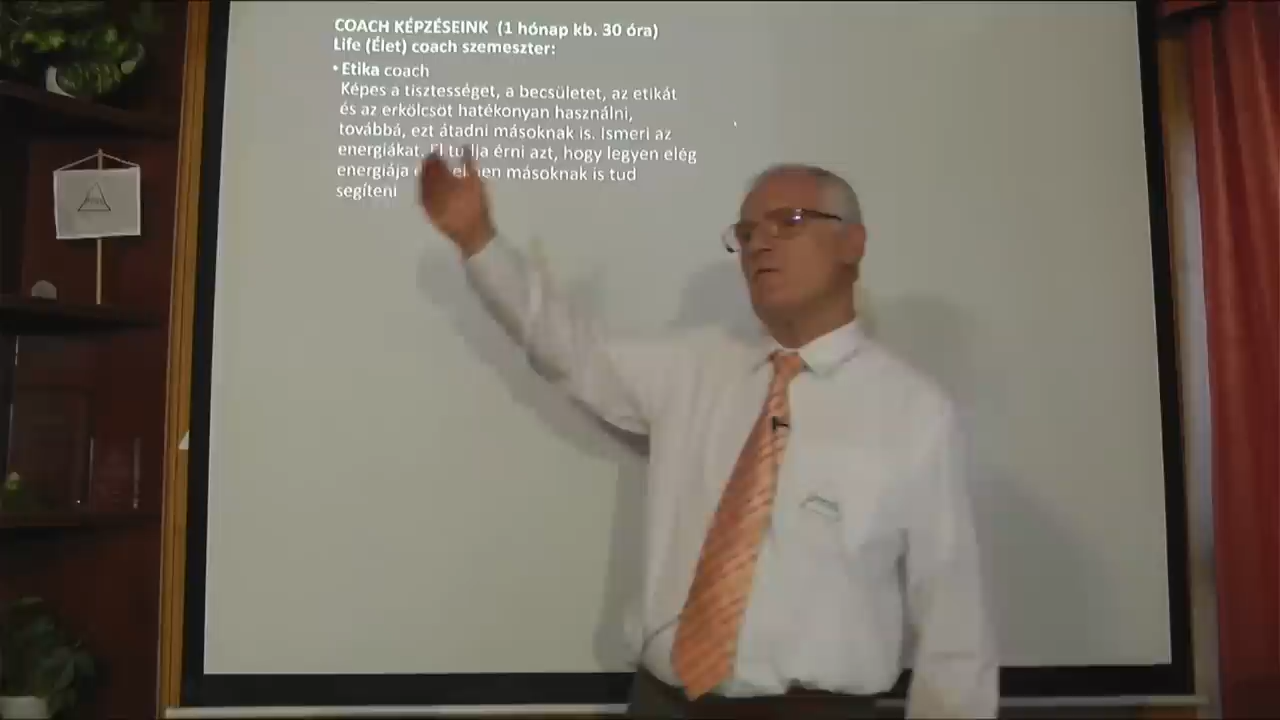 COACH KÉPZÉSEINK (1 hónap kb. 30 óra)
Life (Élet) coach szemeszter:
• Etika coach
Képes a tisztességet, a becsületet, az etikát
és az erkölcsöt hatékonyan használni,
továbbá, ezt átadni másoknak is. Ismeri az
energiákat. El tudja érni azt, hogy legyen elég
energiája másoknak is tud
segíteni